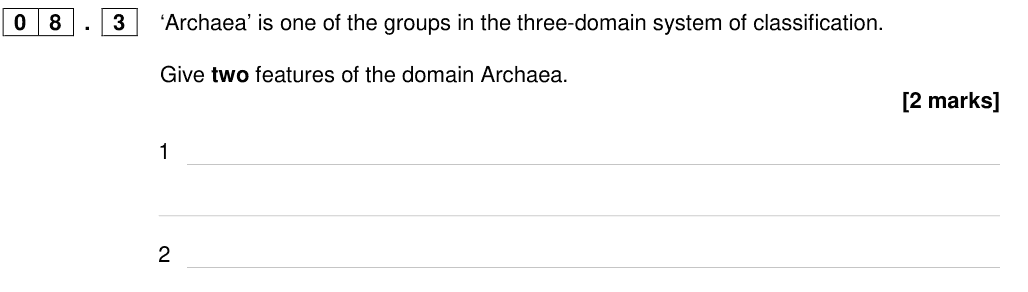 0 8 . 3 ‘Archaea’ is one of the groups in the three-domain system of classification.
Give two features of the domain Archaea.
[2 marks]
1
2